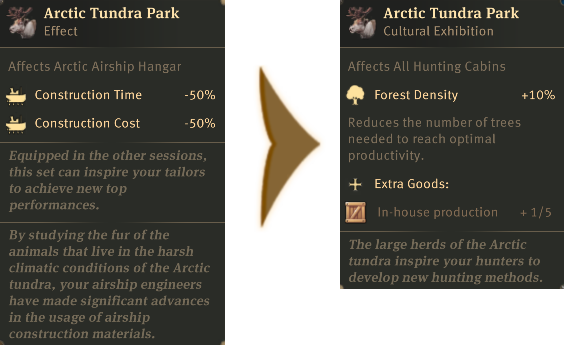 Arctic Tundra Park
Effect
Affects Arctic Airship Hangar
Construction Time -50%
Construction Cost -50%
Equipped in the other sessions,
this set can inspire your tailors
to achieve new top
performances.
By studying the fur of the
animals that live in the harsh
climatic conditions of the Arctic
tundra, your airship engineers
have made significant advances
in the usage of airship
construction materials.
Arctic Tundra Park
Cultural Exhibition
Affects All Hunting Cabins
Forest Density +10%
Reduces the number of trees
needed to reach optimal
productivity.
Extra Goods:
In-house production + 1/5
The large herds of the Arctic
tundra inspire your hunters to
develop new hunting methods.